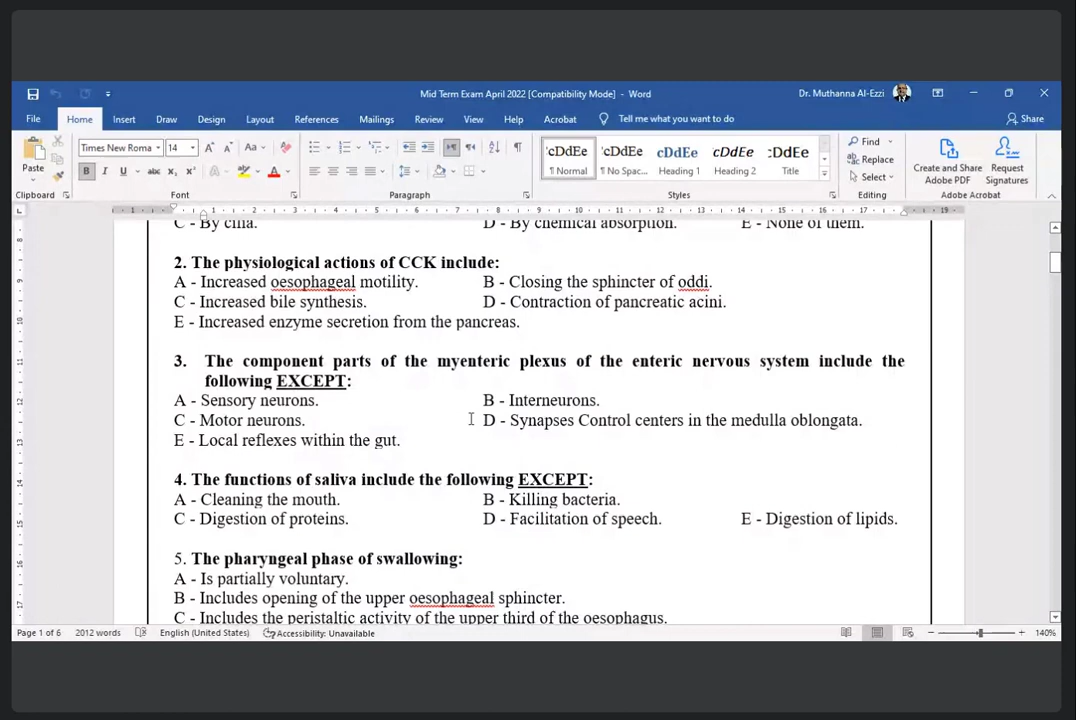 Mid Term Exam April 2022 [Compatibility Mode] - Word
Dr. Muthanna Al-Ezzi
File Home Insert Draw Design Layout References Mailings Review View Help Acrobat Tell me what you want to do Share
Paste
Clipboard
Times New Roma 14
Font
Paragraph
¶ Normal ¶ No Spac... Heading 1 Heading 2 Title
Styles
Find
Replace
Select
Editing
Create and Share Adobe PDF
Request Signatures
Adobe Acrobat
C - By cilia. D - By chemical absorption. E - None of them.
2. The physiological actions of CCK include:
A - Increased oesophageal motility. B - Closing the sphincter of oddi.
C - Increased bile synthesis. D - Contraction of pancreatic acini.
E - Increased enzyme secretion from the pancreas.
3. The component parts of the myenteric plexus of the enteric nervous system include the
following EXCEPT:
A - Sensory neurons. B - Interneurons.
C - Motor neurons. D - Synapses Control centers in the medulla oblongata.
E - Local reflexes within the gut.
4. The functions of saliva include the following EXCEPT:
A - Cleaning the mouth. B - Killing bacteria.
C - Digestion of proteins. D - Facilitation of speech. E - Digestion of lipids.
5. The pharyngeal phase of swallowing:
A - Is partially voluntary.
B - Includes opening of the upper oesophageal sphincter.
C - Includes the peristaltic activity of the upper third of the oesophagus.
Page 1 of 6 2012 words English (United States) Accessibility: Unavailable 140%